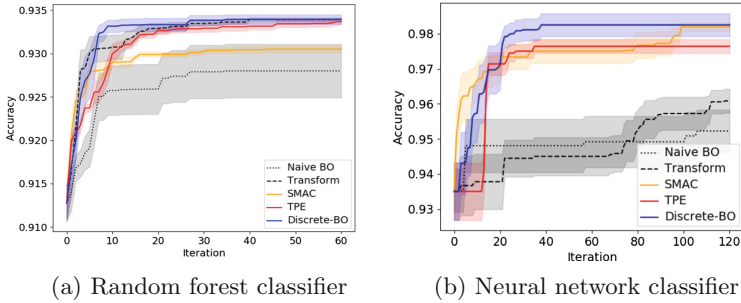 0.935
0.930
0.925
0.920
0.915
0.910
Accuracy
0 10 20 30 40 50 60
Iteration
Naive BO
Transform
SMAC
TPE
Discrete-BO
(a) Random forest classifier
0.98
0.97
0.96
0.95
0.94
0.93
Accuracy
0 20 40 60 80 100 120
Iteration
Naive BO
Transform
SMAC
TPE
Discrete-BO
(b) Neural network classifier